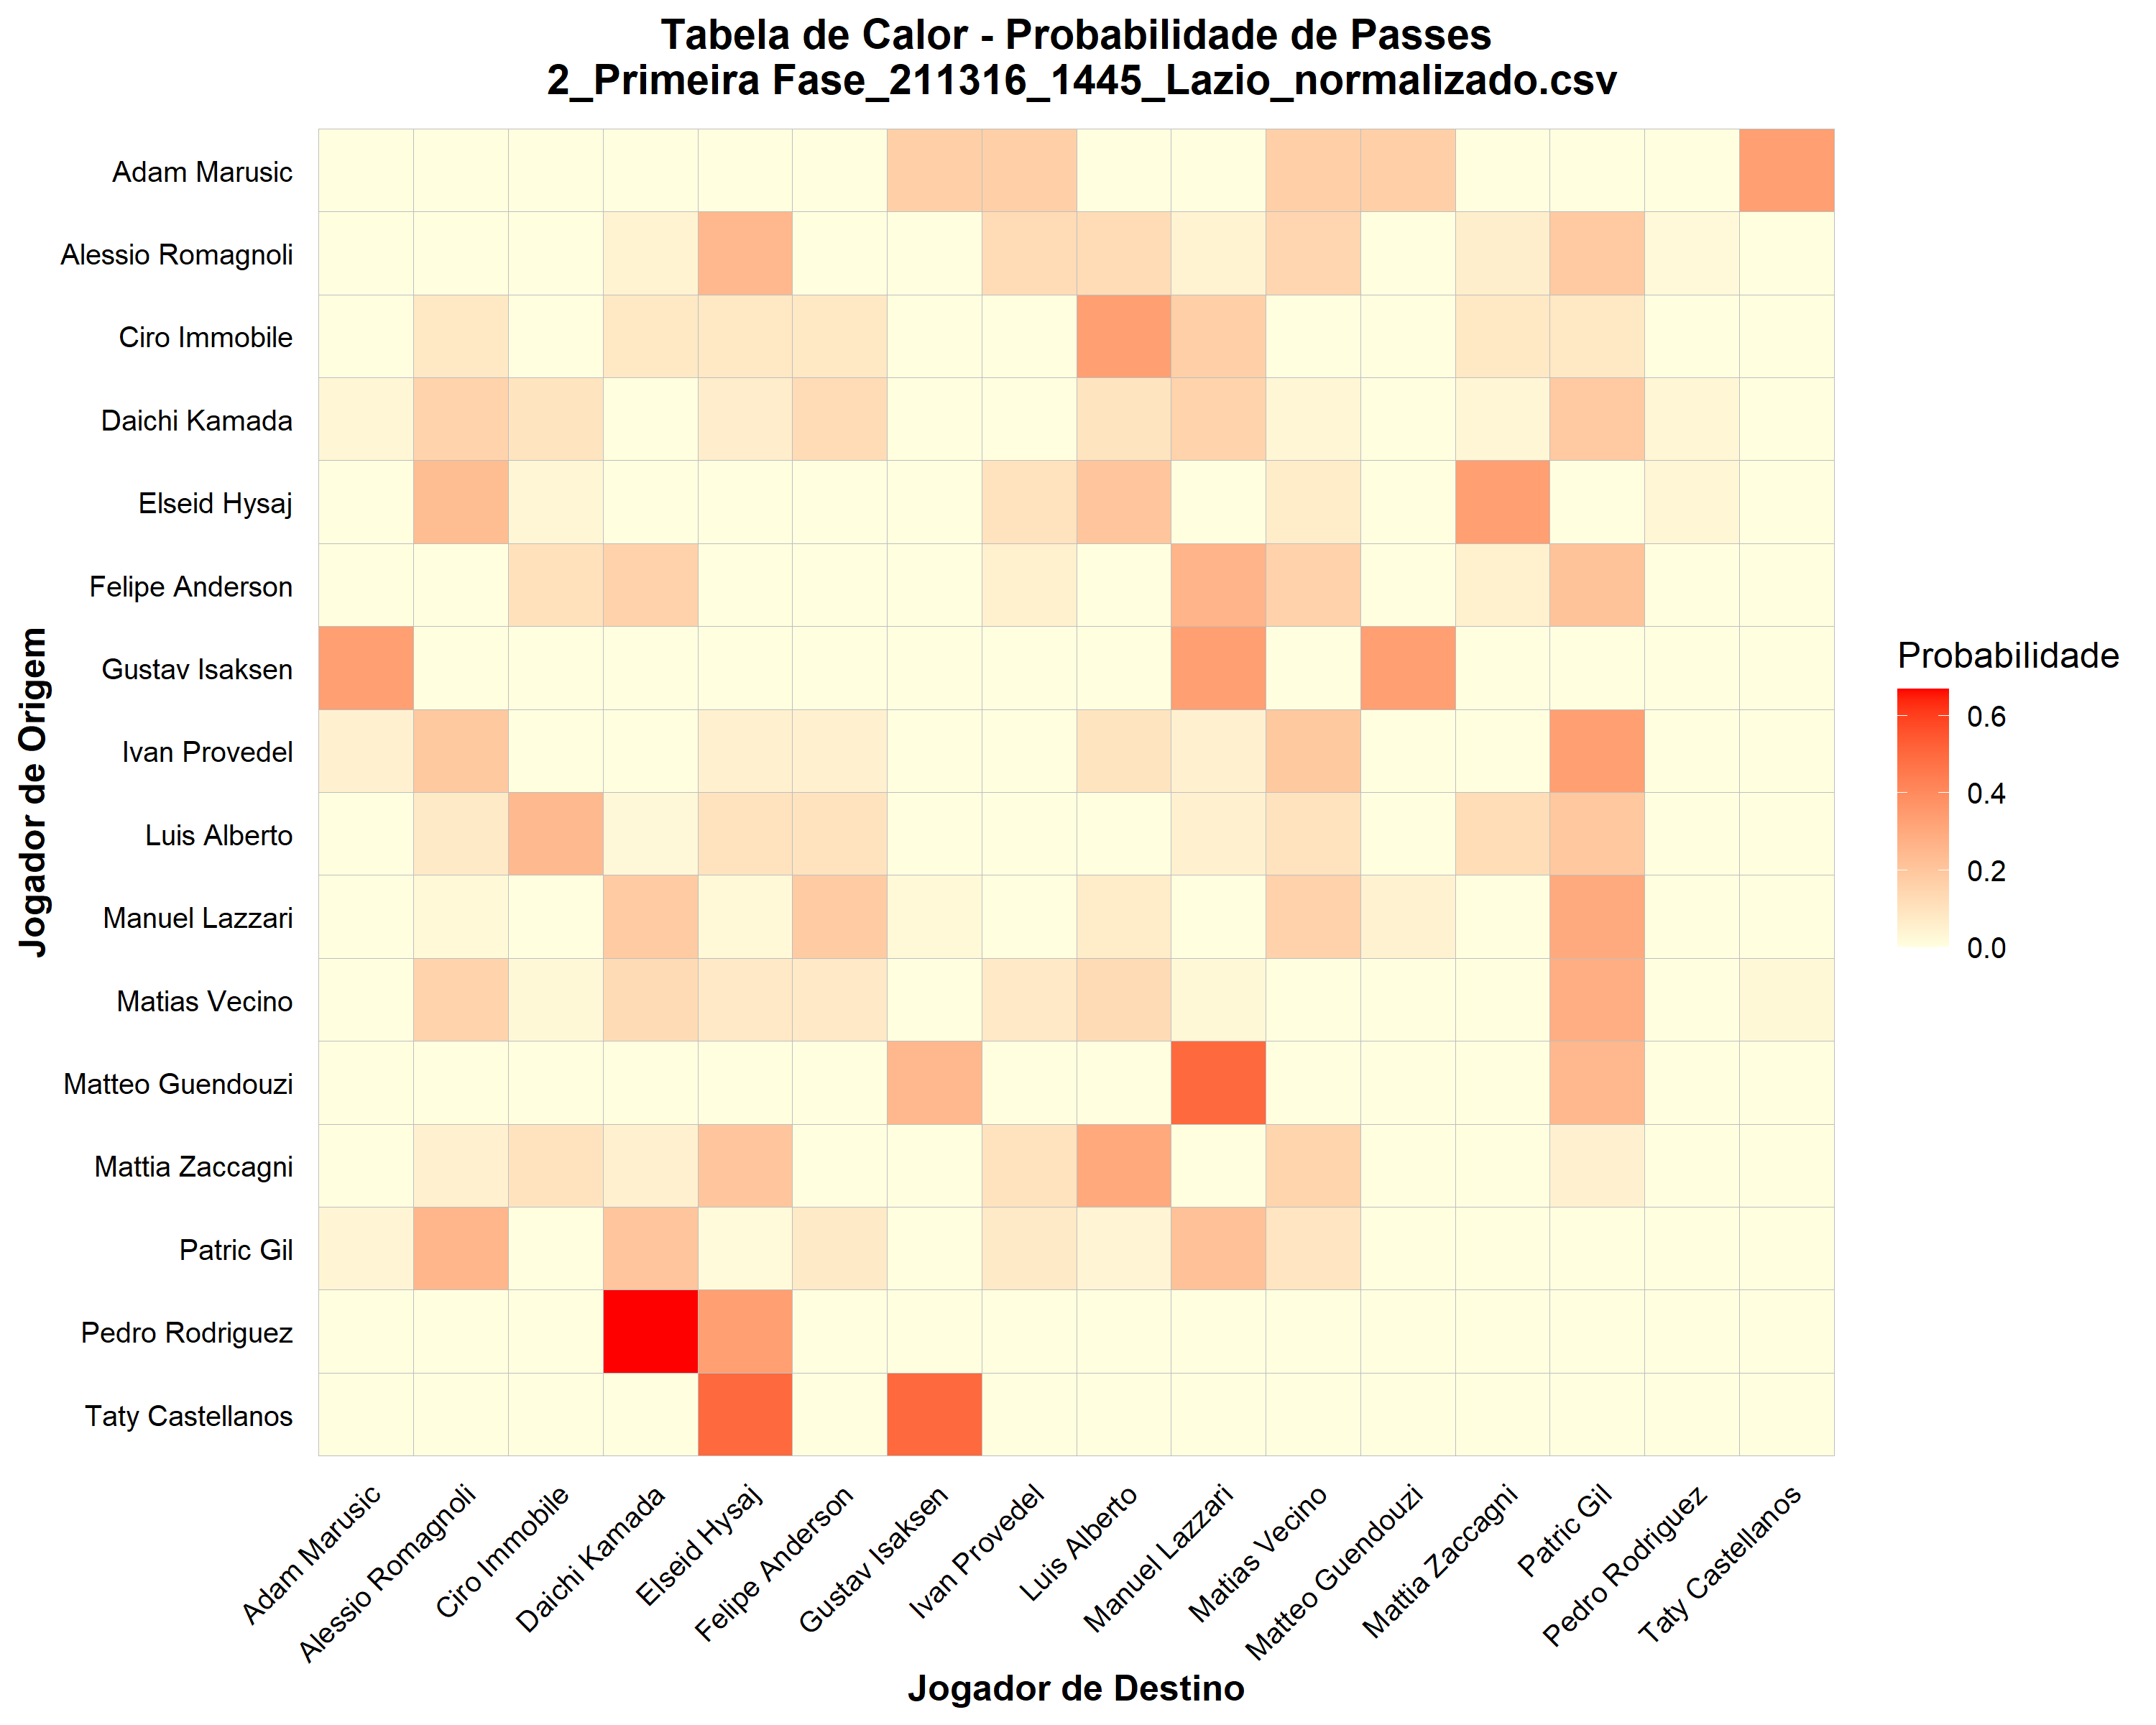 Tabela de Calor - Probabilidade de Passes
2_Primeira Fase_211316_1445_Lazio_normalizado.csv
Jogador de Origem
Adam Marusic
Alessio Romagnoli
Ciro Immobile
Daichi Kamada
Elseid Hysaj
Felipe Anderson
Gustav Isaksen
Ivan Provedel
Luis Alberto
Manuel Lazzari
Matias Vecino
Matteo Guendouzi
Mattia Zaccagni
Patric Gil
Pedro Rodriguez
Taty Castellanos
Adam Marusic
Alessio Romagnoli
Ciro Immobile
Daichi Kamada
Elseid Hysaj
Felipe Anderson
Gustav Isaksen
Ivan Provedel
Luis Alberto
Manuel Lazzari
Matias Vecino
Matteo Guendouzi
Mattia Zaccagni
Patric Gil
Pedro Rodriguez
Taty Castellanos
Jogador de Destino
Probabilidade
0.6
0.4
0.2
0.0